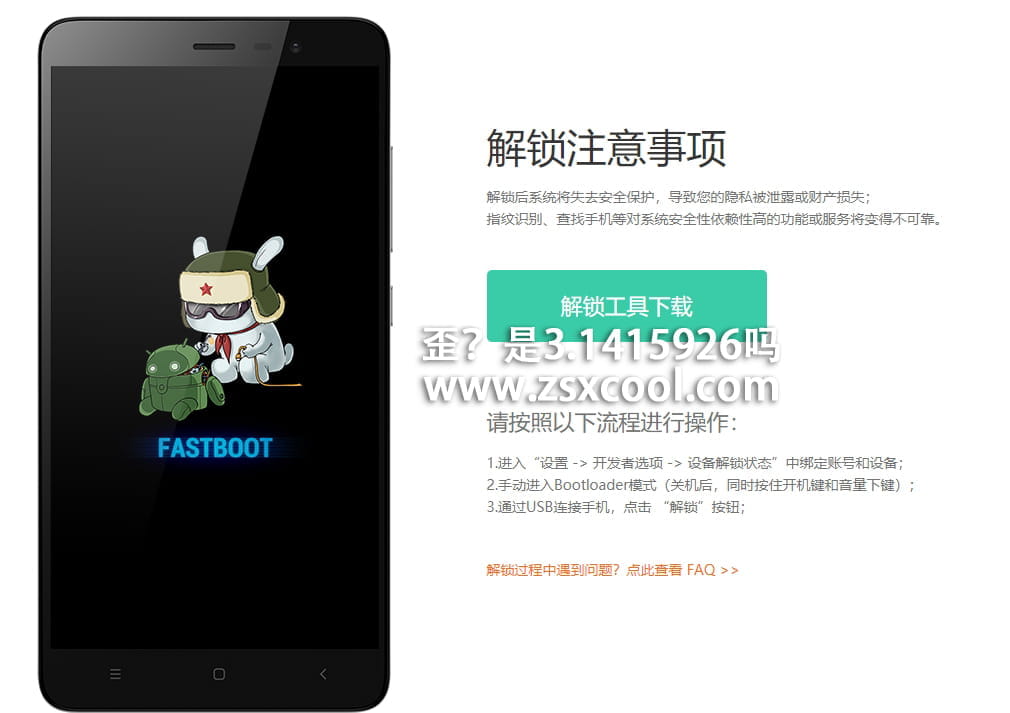 解锁注意事项
解锁后系统将失去安全保护，导致您的隐私被泄露或财产损失；
指纹识别、查找手机等对系统安全性依赖性高的功能或服务将变得不可靠。
解锁工具下载
歪？是3.1415926吗
www.zsxcool.com
请按照以下流程进行操作：
FASTBOOT
1.进入“设置 -> 开发者选项 -> 设备解锁状态”中绑定账号和设备；
2.手动进入Bootloader模式（关机后，同时按住开机键和音量下键）；
3.通过USB连接手机，点击 “解锁”按钮；
解锁过程中遇到问题？点此查看 FAQ >>